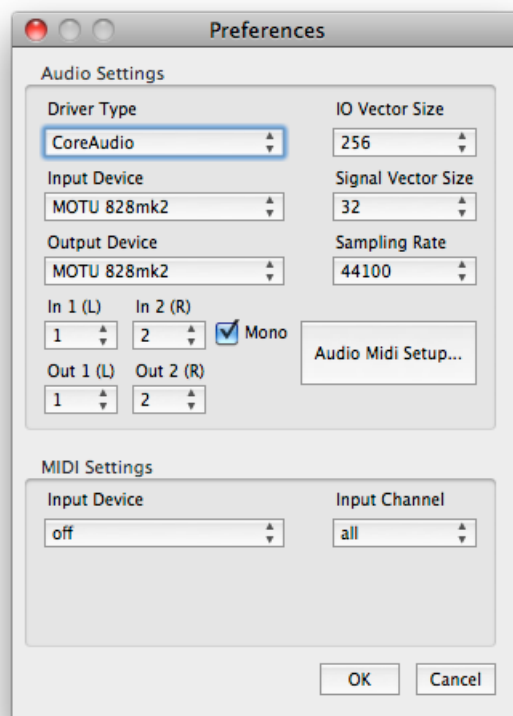 Preferences
Audio Settings
Driver Type IO Vector Size
CoreAudio 256
Input Device Signal Vector Size
MOTU 828mk2 32
Output Device Sampling Rate
MOTU 828mk2 44100
In 1 (L) In 2 (R)
1 2 Mono
Audio Midi Setup...
Out 1 (L) Out 2 (R)
1 2
MIDI Settings
Input Device Input Channel
off all
OK Cancel